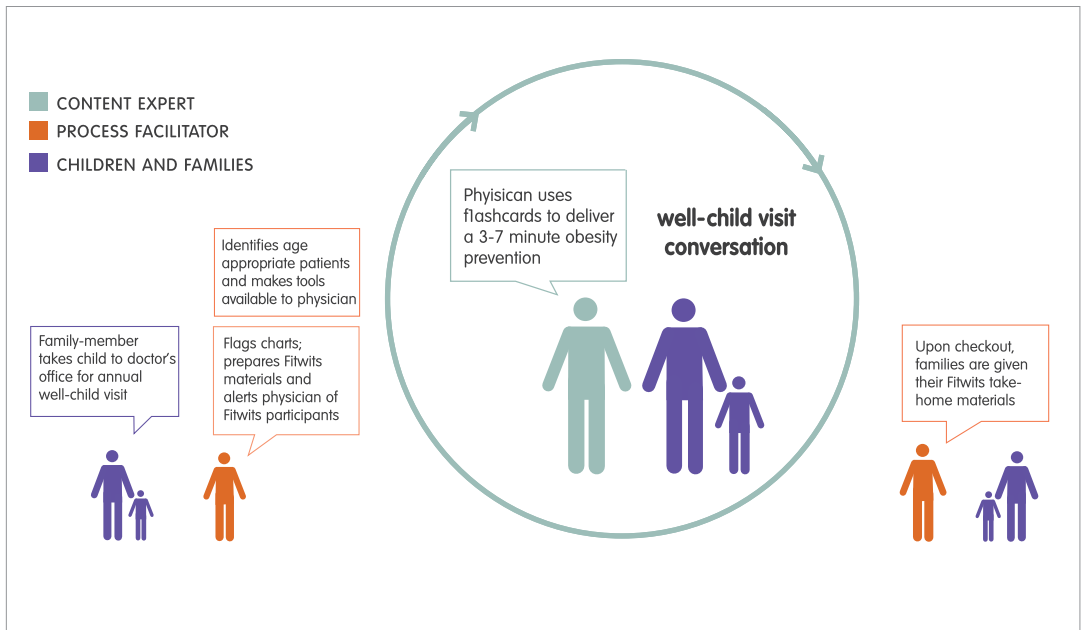 CONTENT EXPERT
PROCESS FACILITATOR
CHILDREN AND FAMILIES
Family-member
takes child to doctor's
office for annual
well-child visit
Identifies age
appropriate patients
and makes tools
available to physician
Flags charts;
prepares Fitwits
materials and
alerts physician of
Fitwits participants
Phyisican uses
flashcards to deliver
a 3-7 minute obesity
prevention
well-child visit
conversation
Upon checkout,
families are given
their Fitwits take-
home materials